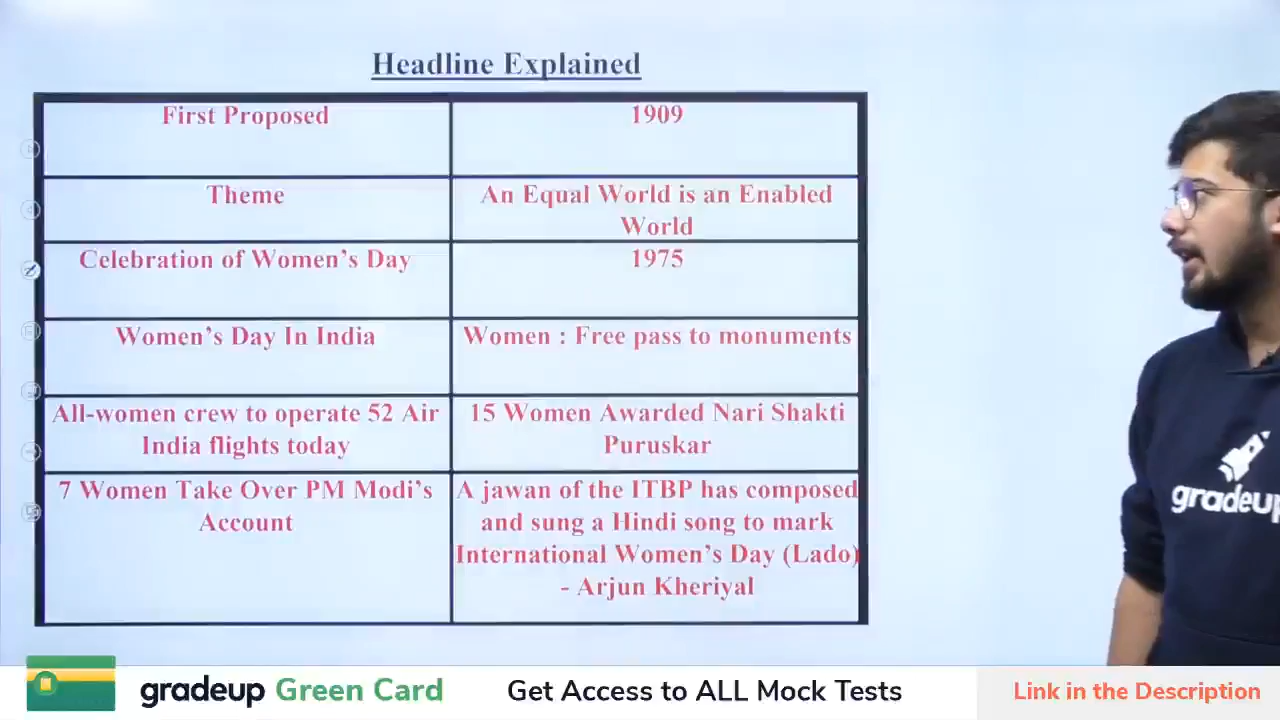 Headline Explained
First Proposed
1909
Theme
An Equal World is an Enabled
World
Celebration of Women's Day
1975
Women's Day In India
Women : Free pass to monuments
All-women crew to operate 52 Air
India flights today
15 Women Awarded Nari Shakti
Puruskar
7 Women Take Over PM Modi's
Account
A jawan of the ITBP has composed
and sung a Hindi song to mark
International Women's Day (Lado)
- Arjun Kheriyal
gradeup
gradeup Green Card
Get Access to ALL Mock Tests
Link in the Description